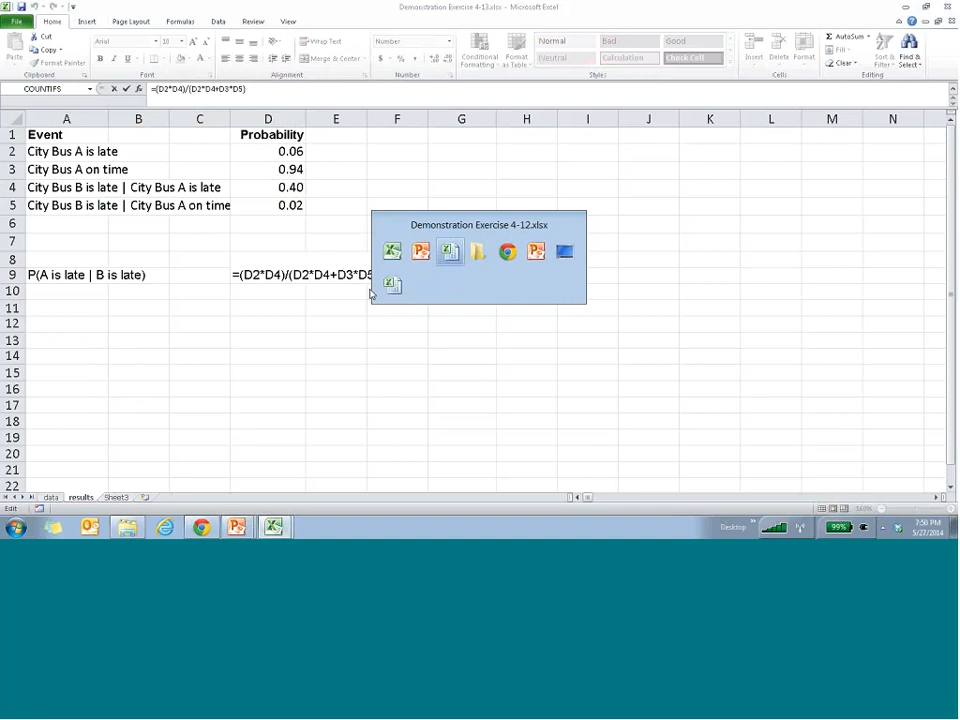 Demonstration Exercise 4-13.xlsx - Microsoft Excel
File Home Insert Page Layout Formulas Data Review View
Cut
Copy
Format Painter
Paste
Arial 10
B I U
Wrap Text
Merge & Center
Number
$ % ,
Conditional Formatting
Format as Table
Normal Bad Good
Neutral Calculation Check Cell
Insert Delete Format
AutoSum
Fill
Clear
Sort & Filter
Find & Select
Clipboard Font Alignment Number Styles Cells Editing
COUNTIFS fx =(D2*D4)/(D2*D4+D3*D5)
A B C D E F G H I J K L M N
1 Event Probability
2 City Bus A is late 0.06
3 City Bus A on time 0.94
4 City Bus B is late | City Bus A is late 0.40
5 City Bus B is late | City Bus A on time 0.02
6
7
8
9 P(A is late | B is late) =(D2*D4)/(D2*D4+D3*D5
10
11
12
13
14
15
16
17
18
19
20
21
22
Demonstration Exercise 4-12.xlsx
data results Sheet3
Edit 160%
Desktop 99% 7:50 PM
5/27/2014